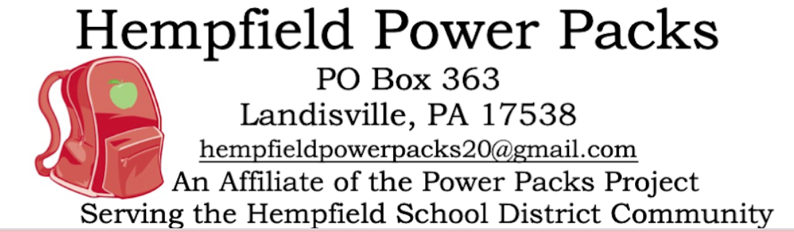 Hempfield Power Packs
PO Box 363
Landisville, PA 17538
hempfieldpowerpacks20@gmail.com
An Affiliate of the Power Packs Project
Serving the Hempfield School District Community